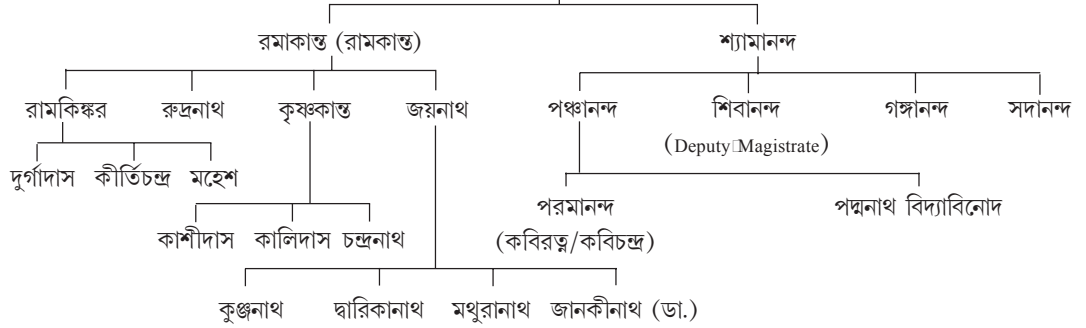 রমাকান্ত (রামকান্ত) শ্যামানন্দ
রামকিঙ্কর রুদ্রনাথ কৃষ্ণকান্ত জয়নাথ পঞ্চানন্দ শিবানন্দ গঙ্গানন্দ সদানন্দ
(Deputy Magistrate)
দুর্গাদাস কীর্তিচন্দ্র মহেশ
পরমানন্দ পদ্মনাথ বিদ্যাবিনোদ
কাশীদাস কালিদাস চন্দ্রনাথ (কবিরত্ন/কবিচন্দ্র)
কুঞ্জনাথ দ্বারিকানাথ মথুরানাথ জানকীনাথ (ডা.)